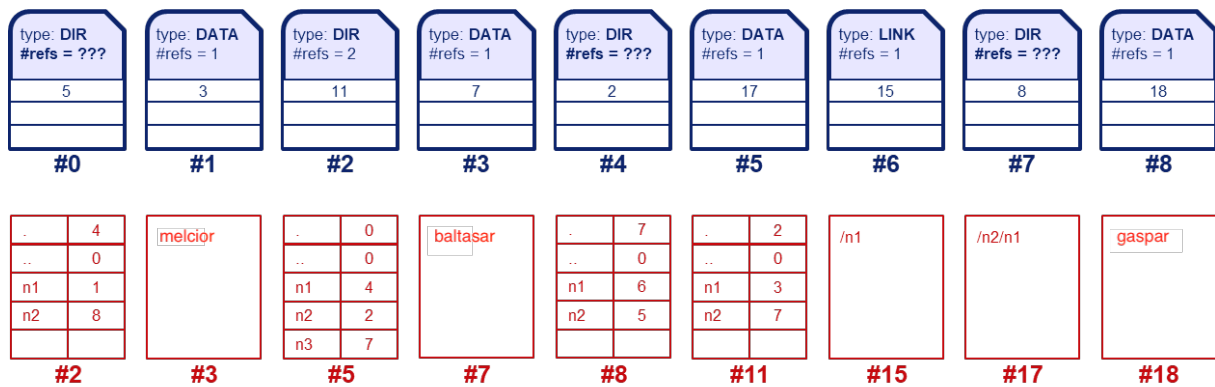 type: DIR
#refs = ???
5
#0
type: DATA
#refs = 1
3
#1
type: DIR
#refs = 2
11
#2
type: DATA
#refs = 1
7
#3
type: DIR
#refs = ???
2
#4
type: DATA
#refs = 1
17
#5
type: LINK
#refs = 1
15
#6
type: DIR
#refs = ???
8
#7
type: DATA
#refs = 1
18
#8
. 4
.. 0
n1 1
n2 8
#2
melcior
#3
. 0
.. 0
n1 4
n2 2
n3 7
#5
baltasar
#7
. 7
.. 0
n1 6
n2 5
#8
. 2
.. 0
n1 3
n2 7
#11
/n1
#15
/n2/n1
#17
gaspar
#18